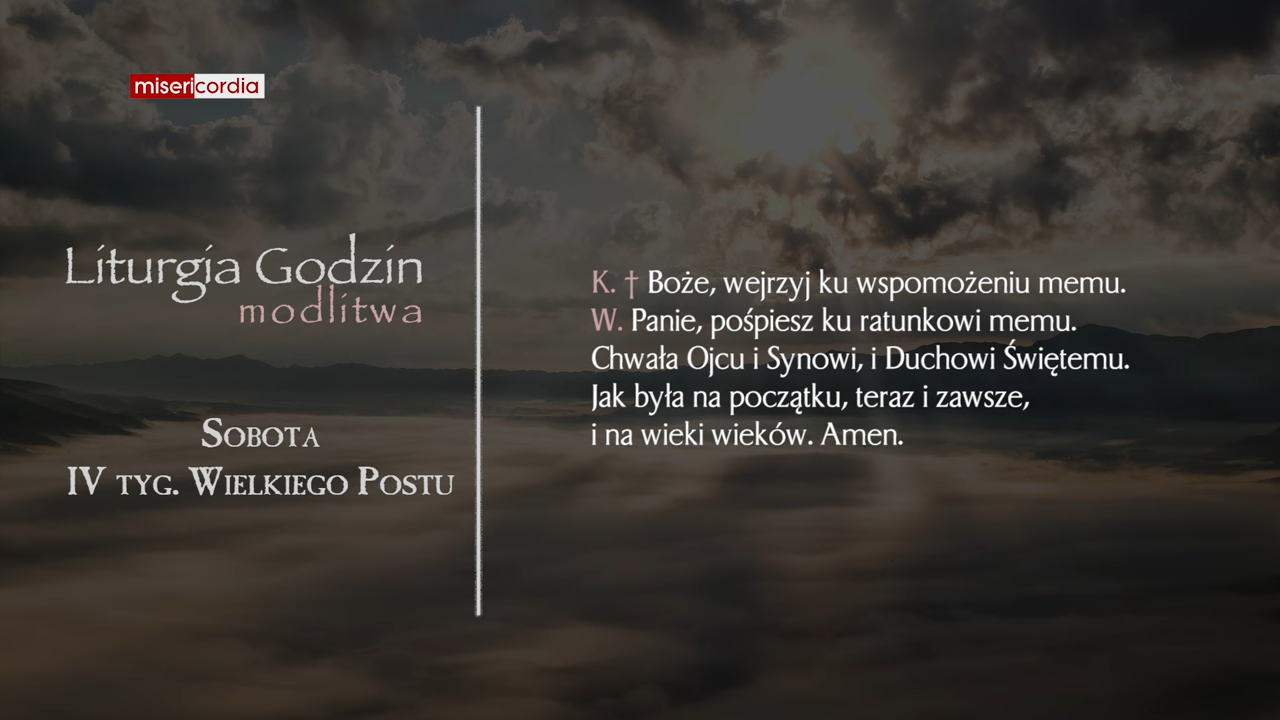 misericordia
Liturgia Godzin
modlitwa
Sobota
IV tyg. Wielkiego Postu
K. † Boże, wejrzyj ku wspomożeniu memu.
W. Panie, pośpiesz ku ratunkowi memu.
Chwała Ojcu i Synowi, i Duchowi Świętemu.
Jak była na początku, teraz i zawsze,
i na wieki wieków. Amen.